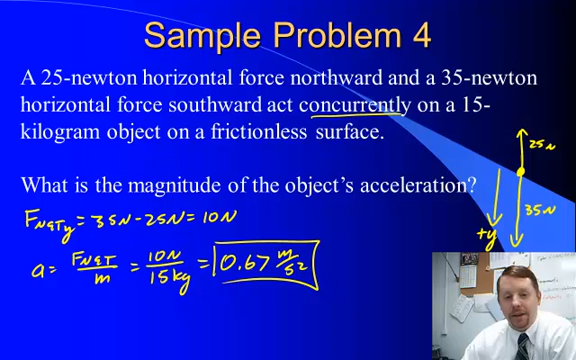 Sample Problem 4
A 25-newton horizontal force northward and a 35-newton
horizontal force southward act concurrently on a 15-
kilogram object on a frictionless surface.
What is the magnitude of the object's acceleration?
25N
35N
+y
FNETy = 35N - 25N = 10N
a = FNET/m = 10N/15kg = 0.67 m/s²